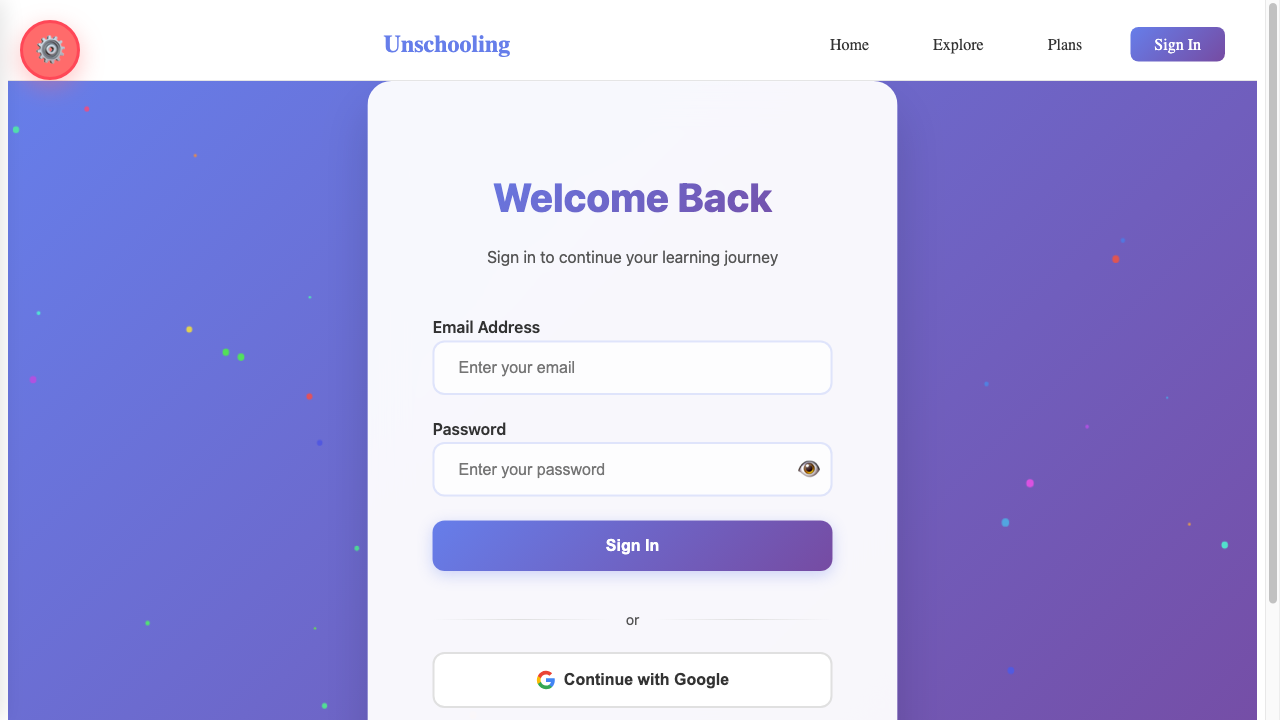 Unschooling
Home
Explore
Plans
Sign In
Welcome Back
Sign in to continue your learning journey
Email Address
Enter your email
Password
Enter your password
Sign In
or
Continue with Google